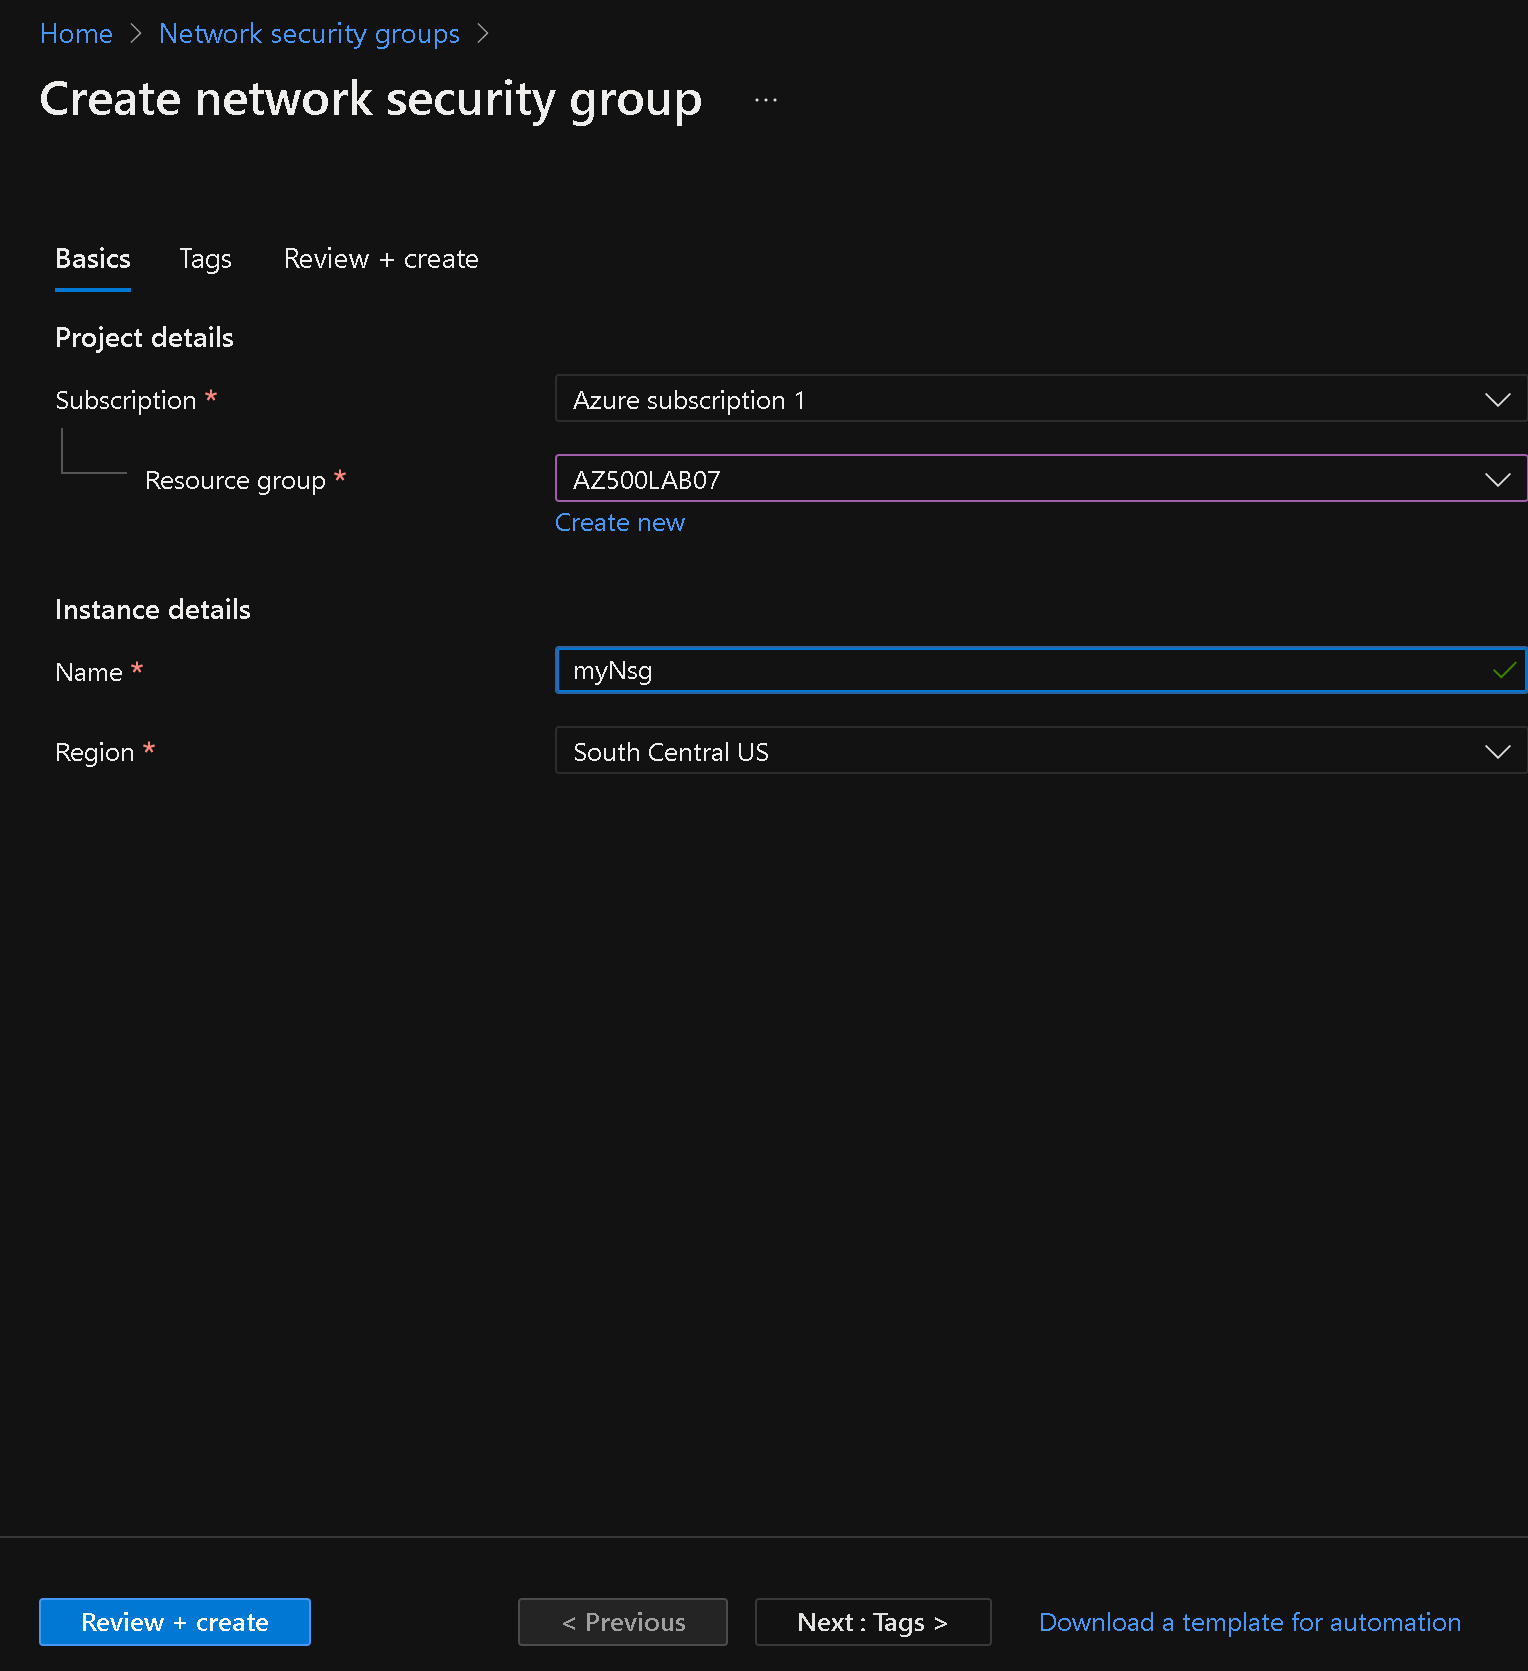 Home > Network security groups >
Create network security group ...
Basics Tags Review + create
Project details
Subscription * Azure subscription 1
Resource group * AZ500LAB07
Create new
Instance details
Name * myNsg
Region * South Central US
Review + create < Previous Next : Tags > Download a template for automation